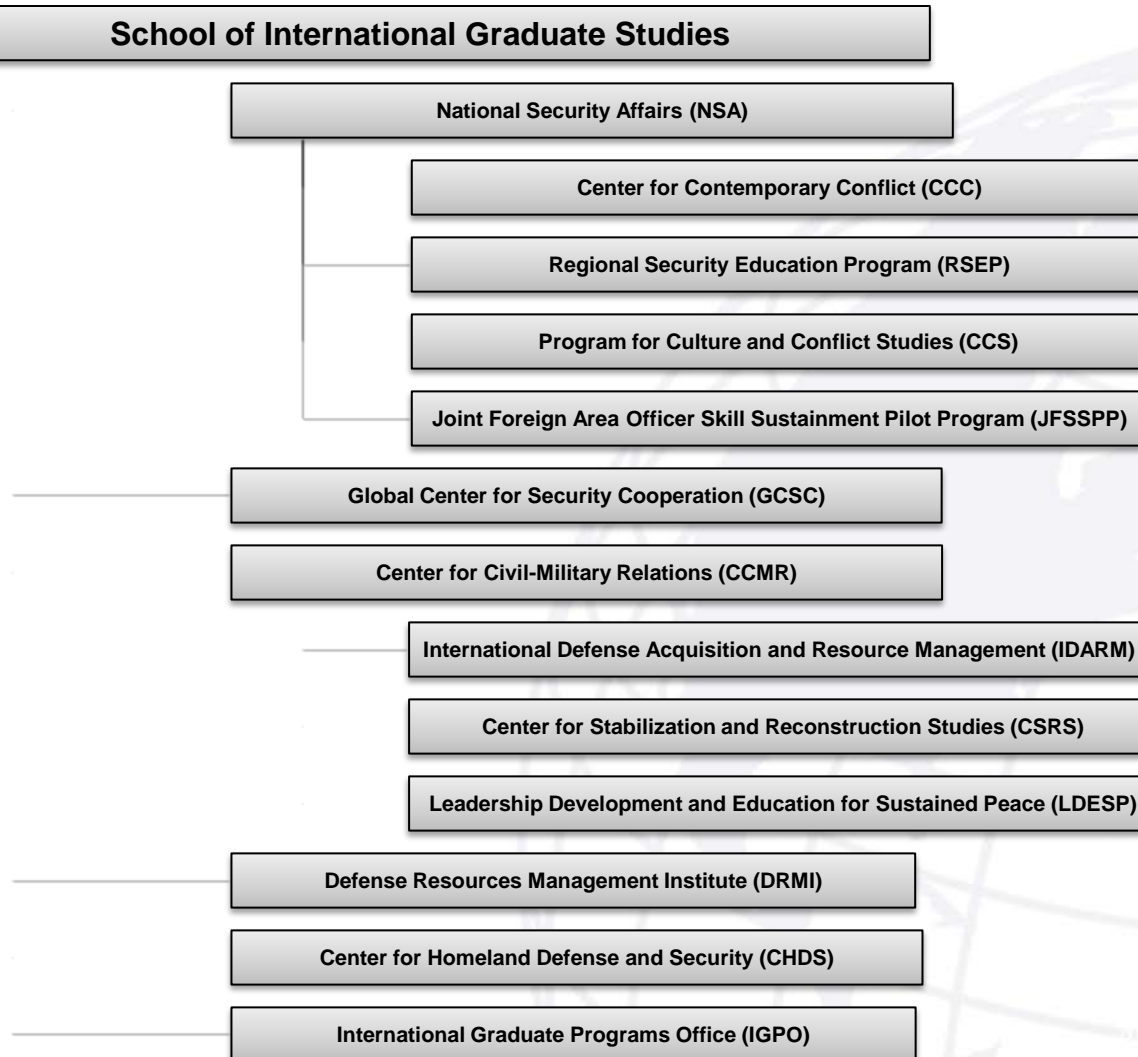 School of International Graduate Studies
National Security Affairs (NSA)
Center for Contemporary Conflict (CCC)
Regional Security Education Program (RSEP)
Program for Culture and Conflict Studies (CCS)
Joint Foreign Area Officer Skill Sustainment Pilot Program (JFSSPP)
Global Center for Security Cooperation (GCSC)
Center for Civil-Military Relations (CCMR)
International Defense Acquisition and Resource Management (IDARM)
Center for Stabilization and Reconstruction Studies (CSRS)
Leadership Development and Education for Sustained Peace (LDESP)
Defense Resources Management Institute (DRMI)
Center for Homeland Defense and Security (CHDS)
International Graduate Programs Office (IGPO)